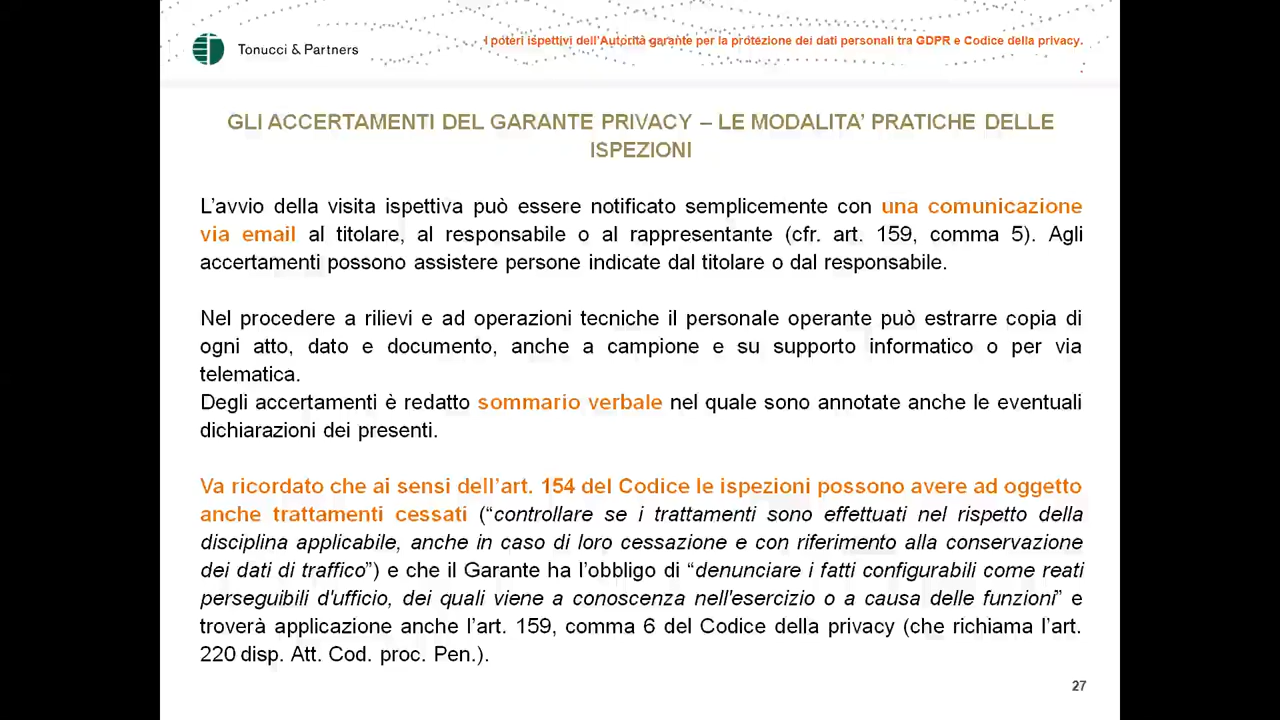 Tonucci & Partners
I poteri ispettivi dell'Autorità garante per la protezione dei dati personali tra GDPR e Codice della privacy.
GLI ACCERTAMENTI DEL GARANTE PRIVACY – LE MODALITA' PRATICHE DELLE
ISPEZIONI
L'avvio della visita ispettiva può essere notificato semplicemente con una comunicazione
via email al titolare, al responsabile o al rappresentante (cfr. art. 159, comma 5). Agli
accertamenti possono assistere persone indicate dal titolare o dal responsabile.
Nel procedere a rilievi e ad operazioni tecniche il personale operante può estrarre copia di
ogni atto, dato e documento, anche a campione e su supporto informatico o per via
telematica.
Degli accertamenti è redatto sommario verbale nel quale sono annotate anche le eventuali
dichiarazioni dei presenti.
Va ricordato che ai sensi dell'art. 154 del Codice le ispezioni possono avere ad oggetto
anche trattamenti cessati (“controllare se i trattamenti sono effettuati nel rispetto della
disciplina applicabile, anche in caso di loro cessazione e con riferimento alla conservazione
dei dati di traffico”) e che il Garante ha l'obbligo di “denunciare i fatti configurabili come reati
perseguibili d'ufficio, dei quali viene a conoscenza nell'esercizio o a causa delle funzioni” e
troverà applicazione anche l'art. 159, comma 6 del Codice della privacy (che richiama l'art.
220 disp. Att. Cod. proc. Pen.).
27